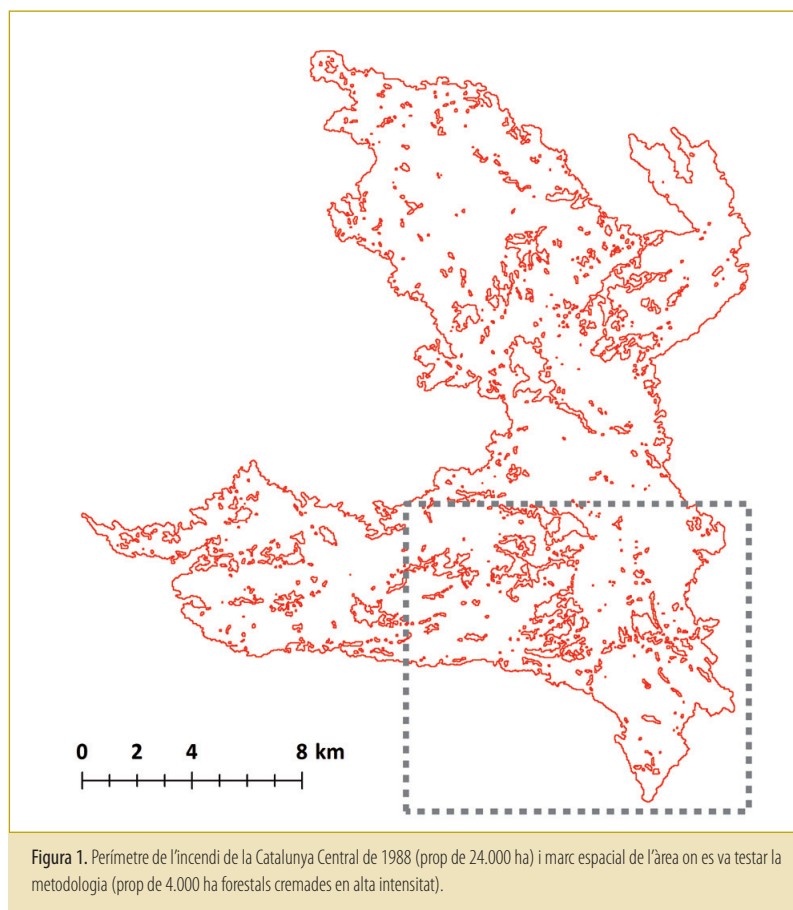 0 2 4 8 km
Figura 1. Perímetre de l'incendi de la Catalunya Central de 1988 (prop de 24.000 ha) i marc espacial de l'àrea on es va testar la
metodologia (prop de 4.000 ha forestals cremades en alta intensitat).